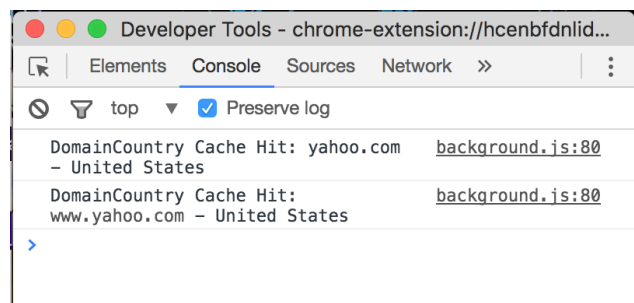 Developer Tools - chrome-extension://hcenbfdnlid...
Elements Console Sources Network »
top ▼ Preserve log
DomainCountry Cache Hit: yahoo.com background.js:80
– United States
DomainCountry Cache Hit: background.js:80
www.yahoo.com – United States
>